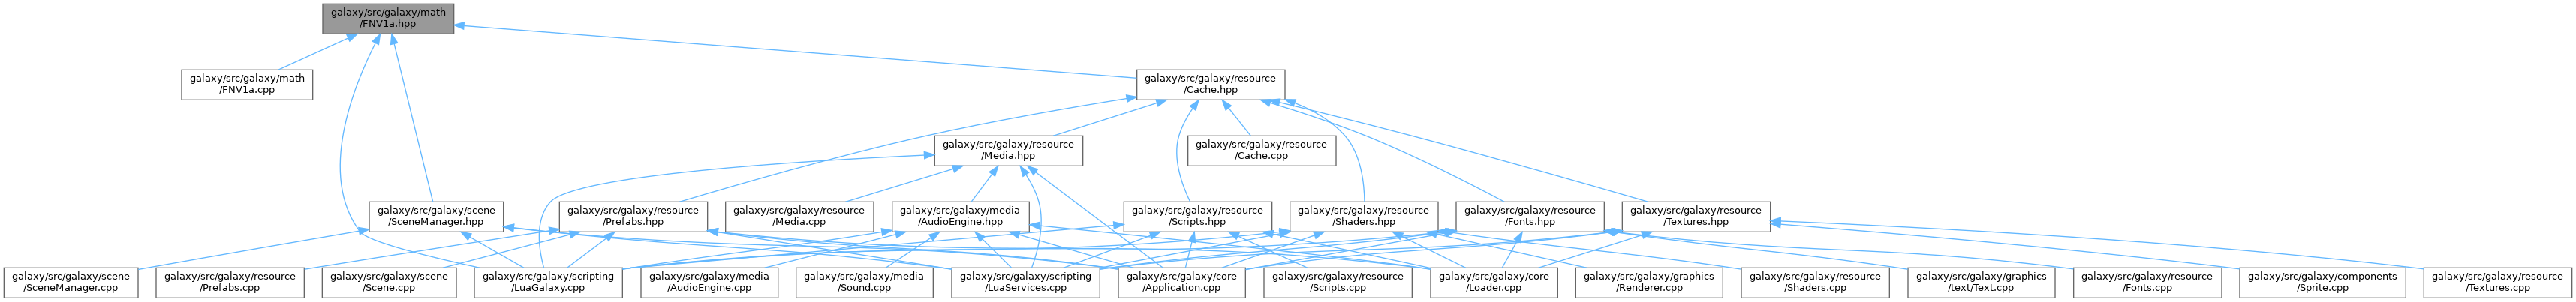 galaxy/src/galaxy/math
/FNV1a.hpp
galaxy/src/galaxy/math
/FNV1a.cpp
galaxy/src/galaxy/resource
/Cache.hpp
galaxy/src/galaxy/resource
/Media.hpp
galaxy/src/galaxy/resource
/Cache.cpp
galaxy/src/galaxy/scene
/SceneManager.hpp
galaxy/src/galaxy/resource
/Prefabs.hpp
galaxy/src/galaxy/resource
/Media.cpp
galaxy/src/galaxy/media
/AudioEngine.hpp
galaxy/src/galaxy/resource
/Scripts.hpp
galaxy/src/galaxy/resource
/Shaders.hpp
galaxy/src/galaxy/resource
/Fonts.hpp
galaxy/src/galaxy/resource
/Textures.hpp
galaxy/src/galaxy/scene
/SceneManager.cpp
galaxy/src/galaxy/resource
/Prefabs.cpp
galaxy/src/galaxy/scene
/Scene.cpp
galaxy/src/galaxy/scripting
/LuaGalaxy.cpp
galaxy/src/galaxy/media
/AudioEngine.cpp
galaxy/src/galaxy/media
/Sound.cpp
galaxy/src/galaxy/scripting
/LuaServices.cpp
galaxy/src/galaxy/core
/Application.cpp
galaxy/src/galaxy/resource
/Scripts.cpp
galaxy/src/galaxy/core
/Loader.cpp
galaxy/src/galaxy/graphics
/Renderer.cpp
galaxy/src/galaxy/resource
/Shaders.cpp
galaxy/src/galaxy/graphics
/text/Text.cpp
galaxy/src/galaxy/resource
/Fonts.cpp
galaxy/src/galaxy/components
/Sprite.cpp
galaxy/src/galaxy/resource
/Textures.cpp